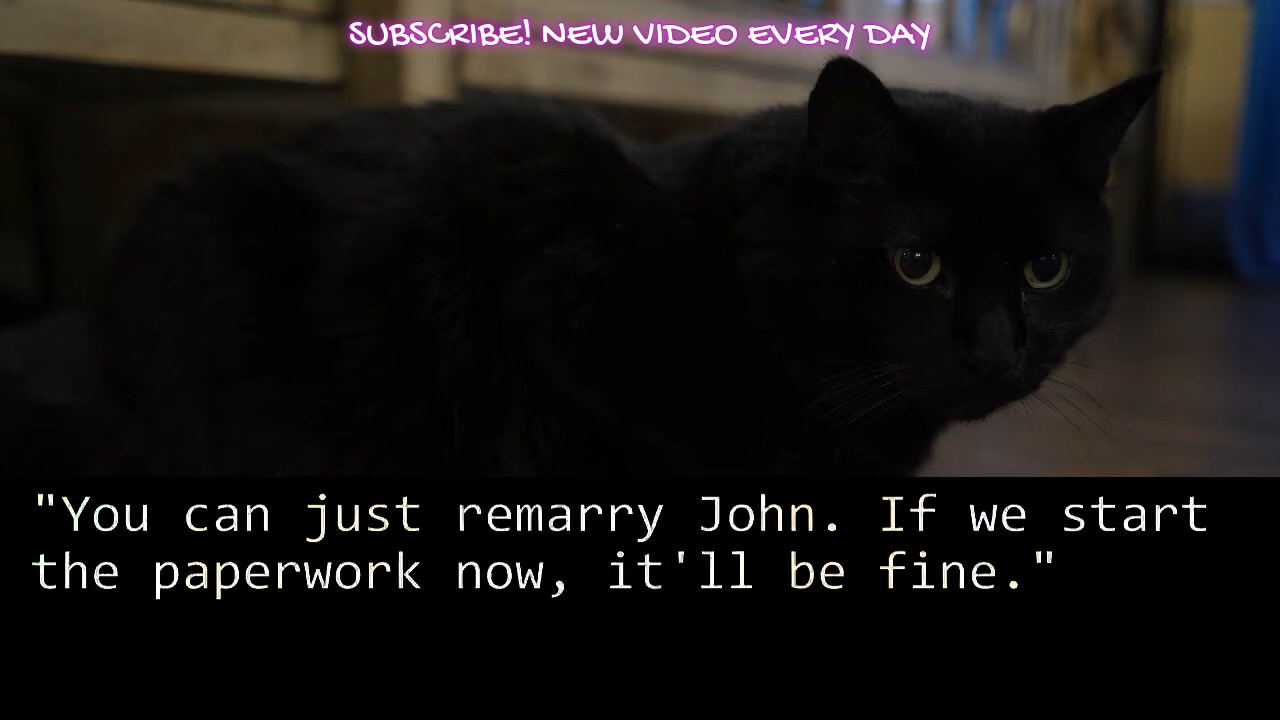 SUBSCRIBE! NEW VIDEO EVERY DAY
"You can just remarry John. If we start
the paperwork now, it'll be fine."